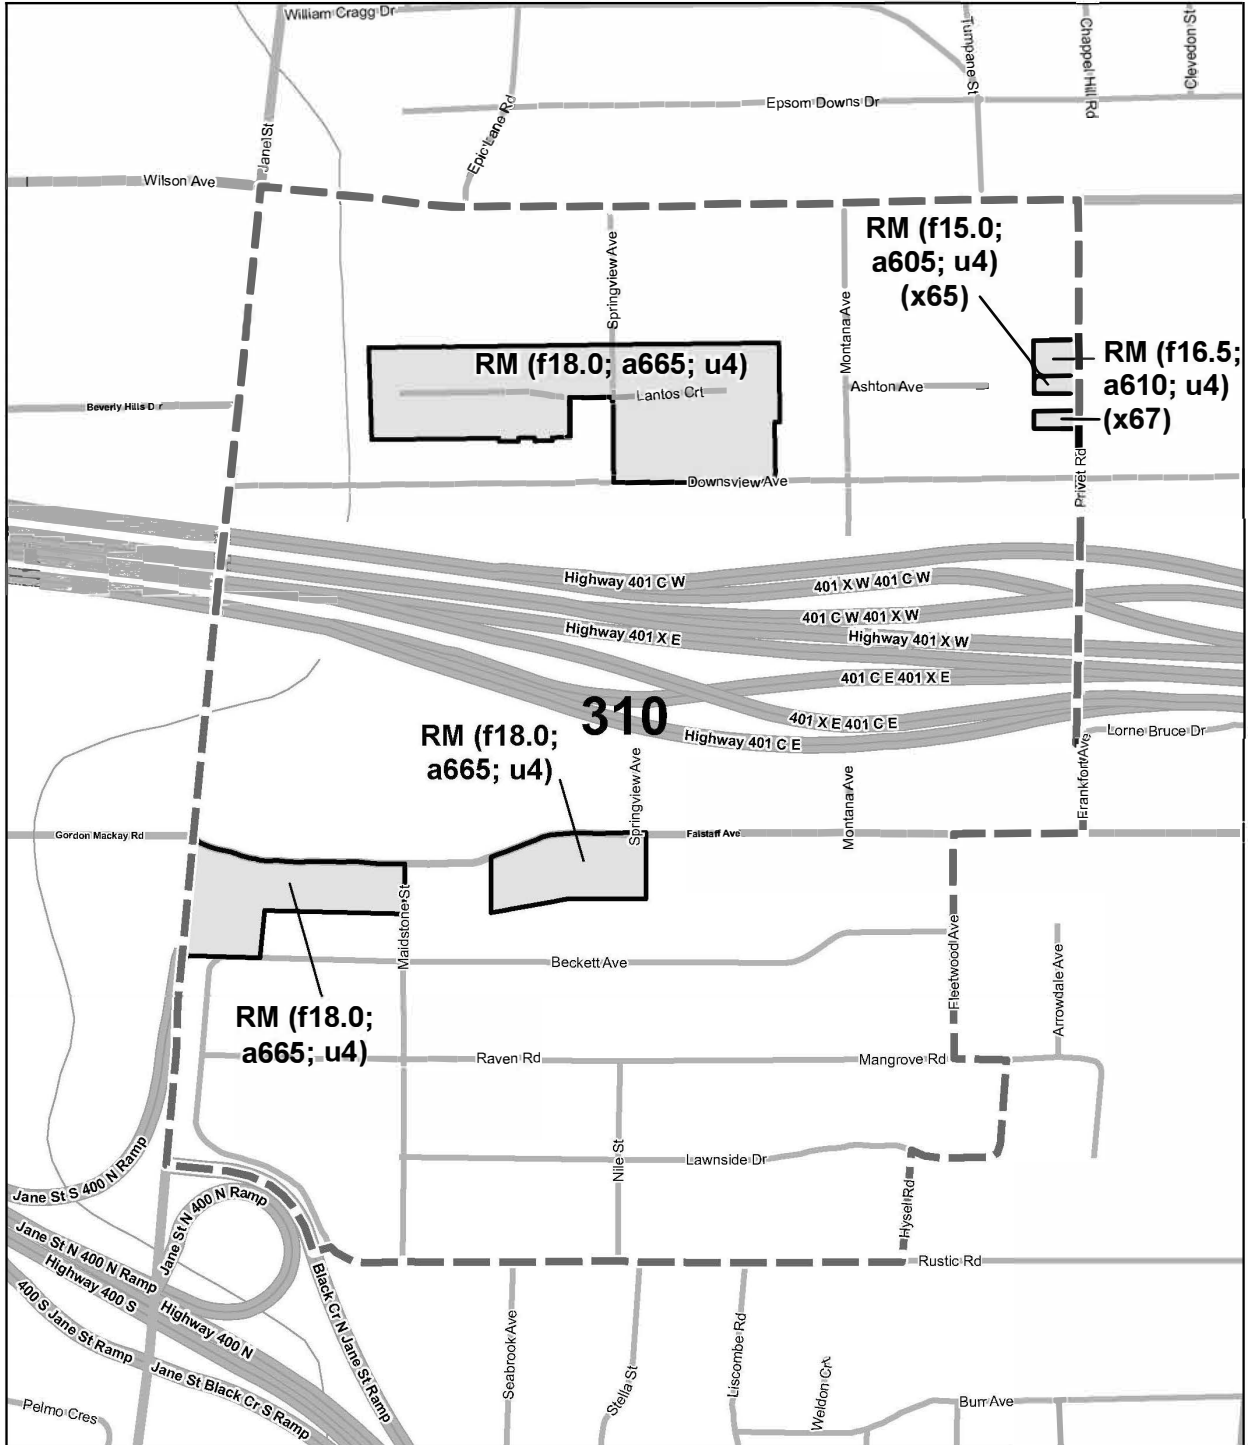 William Cragg Dr
Jane St
Epic Lane Rd
Epsom Downs Dr
Tumpane St
Chappel Hill Rd
Clevedon St
Wilson Ave
RM (f15.0;
a605; u4)
(x65)
Springview Ave
Montana Ave
RM (f18.0; a665; u4)
Lantos Crt
Ashton Ave
RM (f16.5;
a610; u4)
(x67)
Beverly Hills Dr
Downsview Ave
Privet Rd
Highway 401 C W
401 X W 401 C W
401 C W 401 X W
Highway 401 X E
Highway 401 X W
401 C E 401 X E
310
401 X E 401 C E
Highway 401 C E
Lorne Bruce Dr
RM (f18.0;
a665; u4)
Springview Ave
Montana Ave
Frankfort Ave
Gordon Mackay Rd
Falstaff Ave
Maidstone St
Beckett Ave
Fleetwood Ave
Arrowdale Ave
RM (f18.0;
a665; u4)
Raven Rd
Mangrove Rd
Nile St
Lawnside Dr
Hysel Rd
Jane St S 400 N Ramp
Jane St N 400 N Ramp
Jane St N 400 N Ramp
Rustic Rd
Highway 400 S
Highway 400 N
Black Cr N Jane St Ramp
400 S Jane St Ramp
Jane St Black Cr S Ramp
Seabrook Ave
Stella St
Liscombe Rd
Weldon Crt
Pelmo Cres
Burr Ave